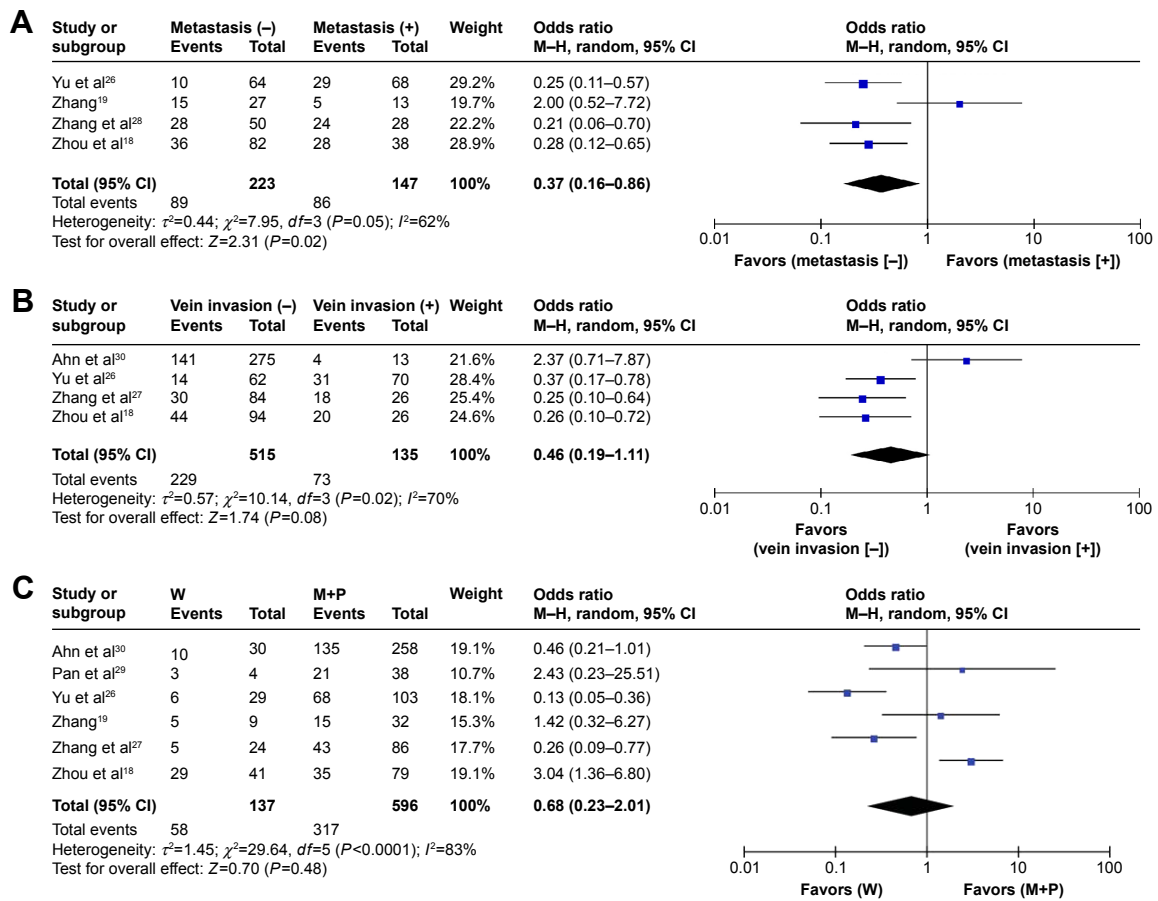 A
Study or subgroup Metastasis (–) Metastasis (+) Weight Odds ratio Odds ratio
Events Total Events Total M–H, random, 95% CI M–H, random, 95% CI
Yu et al26 10 64 29 68 29.2% 0.25 (0.11–0.57)
Zhang19 15 27 5 13 19.7% 2.00 (0.52–7.72)
Zhang et al28 28 50 24 28 22.2% 0.21 (0.06–0.70)
Zhou et al18 36 82 28 38 28.9% 0.28 (0.12–0.65)
Total (95% CI) 223 147 100% 0.37 (0.16–0.86)
Total events 89 86
Heterogeneity: τ²=0.44; χ²=7.95, df=3 (P=0.05); I²=62%
Test for overall effect: Z=2.31 (P=0.02)
0.01 0.1 1 10 100
Favors (metastasis [–]) Favors (metastasis [+])
B
Study or subgroup Vein invasion (–) Vein invasion (+) Weight Odds ratio Odds ratio
Events Total Events Total M–H, random, 95% CI M–H, random, 95% CI
Ahn et al30 141 275 4 13 21.6% 2.37 (0.71–7.87)
Yu et al26 14 62 31 70 28.4% 0.37 (0.17–0.78)
Zhang et al27 30 84 18 26 25.4% 0.25 (0.10–0.64)
Zhou et al18 44 94 20 26 24.6% 0.26 (0.10–0.72)
Total (95% CI) 515 135 100% 0.46 (0.19–1.11)
Total events 229 73
Heterogeneity: τ²=0.57; χ²=10.14, df=3 (P=0.02); I²=70%
Test for overall effect: Z=1.74 (P=0.08)
0.01 0.1 1 10 100
Favors Favors
(vein invasion [–]) (vein invasion [+])
C
Study or subgroup W M+P Weight Odds ratio Odds ratio
Events Total Events Total M–H, random, 95% CI M–H, random, 95% CI
Ahn et al30 10 30 135 258 19.1% 0.46 (0.21–1.01)
Pan et al29 3 4 21 38 10.7% 2.43 (0.23–25.51)
Yu et al26 6 29 68 103 18.1% 0.13 (0.05–0.36)
Zhang19 5 9 15 32 15.3% 1.42 (0.32–6.27)
Zhang et al27 5 24 43 86 17.7% 0.26 (0.09–0.77)
Zhou et al18 29 41 35 79 19.1% 3.04 (1.36–6.80)
Total (95% CI) 137 596 100% 0.68 (0.23–2.01)
Total events 58 317
Heterogeneity: τ²=1.45; χ²=29.64, df=5 (P<0.0001); I²=83%
Test for overall effect: Z=0.70 (P=0.48)
0.01 0.1 1 10 100
Favors (W) Favors (M+P)